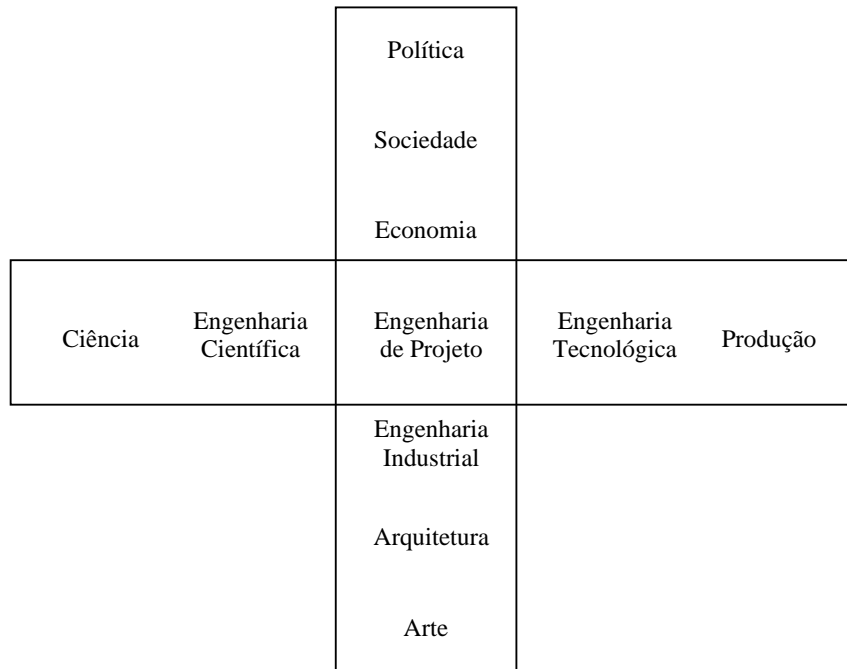 Política
Sociedade
Economia
Ciência
Engenharia
Científica
Engenharia
de Projeto
Engenharia
Tecnológica
Produção
Engenharia
Industrial
Arquitetura
Arte